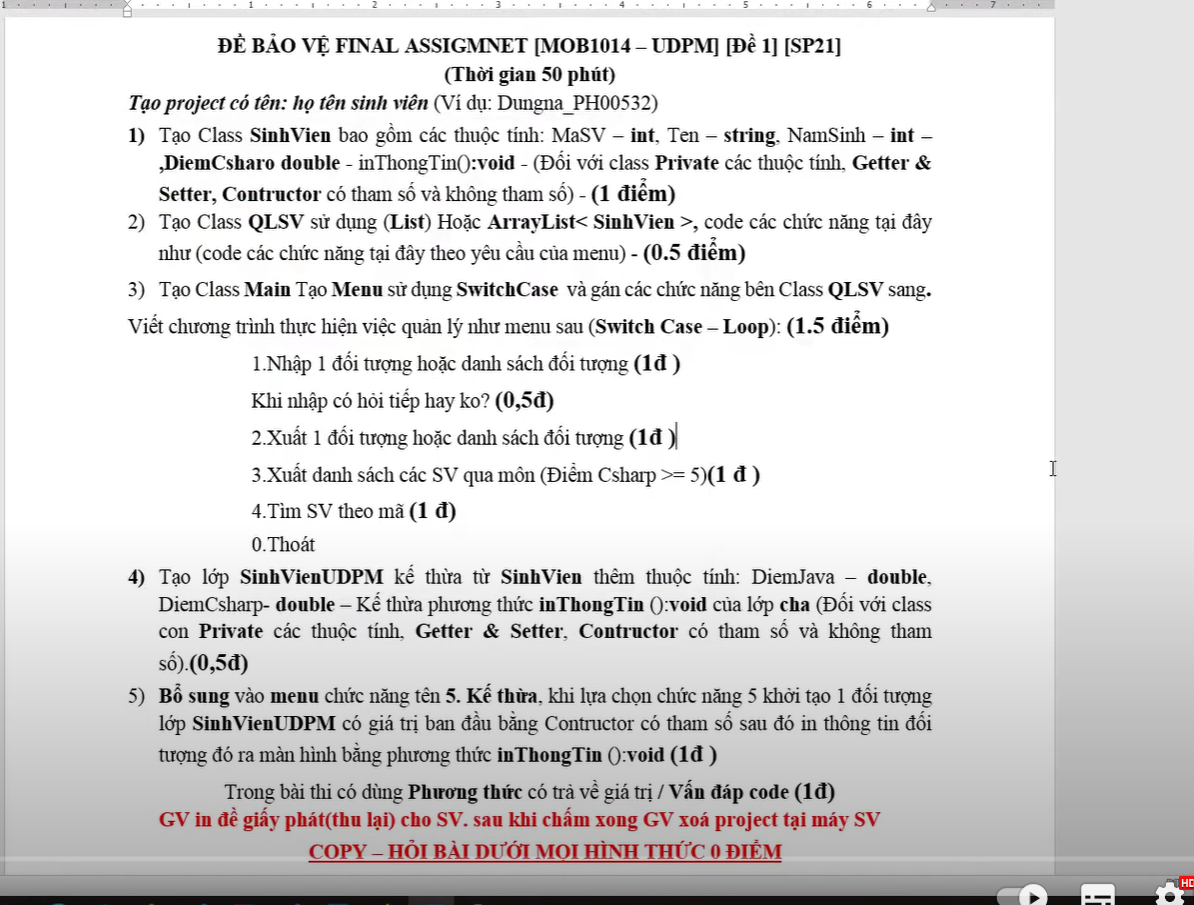 1 1 2 3 4 5 6 7
ĐỀ BẢO VỆ FINAL ASSIGMNET [MOB1014 – UDPM] [Đề 1] [SP21]
(Thời gian 50 phút)
Tạo project có tên: họ tên sinh viên (Ví dụ: Dungna_PH00532)
1) Tạo Class SinhVien bao gồm các thuộc tính: MaSV – int, Ten – string, NamSinh – int –
,DiemCsharo double - inThongTin():void - (Đối với class Private các thuộc tính, Getter &
Setter, Contructor có tham số và không tham số) - (1 điểm)
2) Tạo Class QLSV sử dụng (List) Hoặc ArrayList< SinhVien >, code các chức năng tại đây
như (code các chức năng tại đây theo yêu cầu của menu) - (0.5 điểm)
3) Tạo Class Main Tạo Menu sử dụng SwitchCase và gán các chức năng bên Class QLSV sang.
Viết chương trình thực hiện việc quản lý như menu sau (Switch Case – Loop): (1.5 điểm)
1.Nhập 1 đối tượng hoặc danh sách đối tượng (1đ )
Khi nhập có hỏi tiếp hay ko? (0,5đ)
2.Xuất 1 đối tượng hoặc danh sách đối tượng (1đ )
3.Xuất danh sách các SV qua môn (Điểm Csharp >= 5)(1 đ )
4.Tìm SV theo mã (1 đ)
0.Thoát
4) Tạo lớp SinhVienUDPM kế thừa từ SinhVien thêm thuộc tính: DiemJava – double,
DiemCsharp- double – Kế thừa phương thức inThongTin ():void của lớp cha (Đối với class
con Private các thuộc tính, Getter & Setter, Contructor có tham số và không tham
số).(0,5đ)
5) Bổ sung vào menu chức năng tên 5. Kế thừa, khi lựa chọn chức năng 5 khởi tạo 1 đối tượng
lớp SinhVienUDPM có giá trị ban đầu bằng Contructor có tham số sau đó in thông tin đối
tượng đó ra màn hình bằng phương thức inThongTin ():void (1đ )
Trong bài thi có dùng Phương thức có trả về giá trị / Vấn đáp code (1đ)
GV in đề giấy phát(thu lại) cho SV. sau khi chấm xong GV xoá project tại máy SV
COPY – HỎI BÀI DƯỚI MỌI HÌNH THỨC 0 ĐIỂM
HD